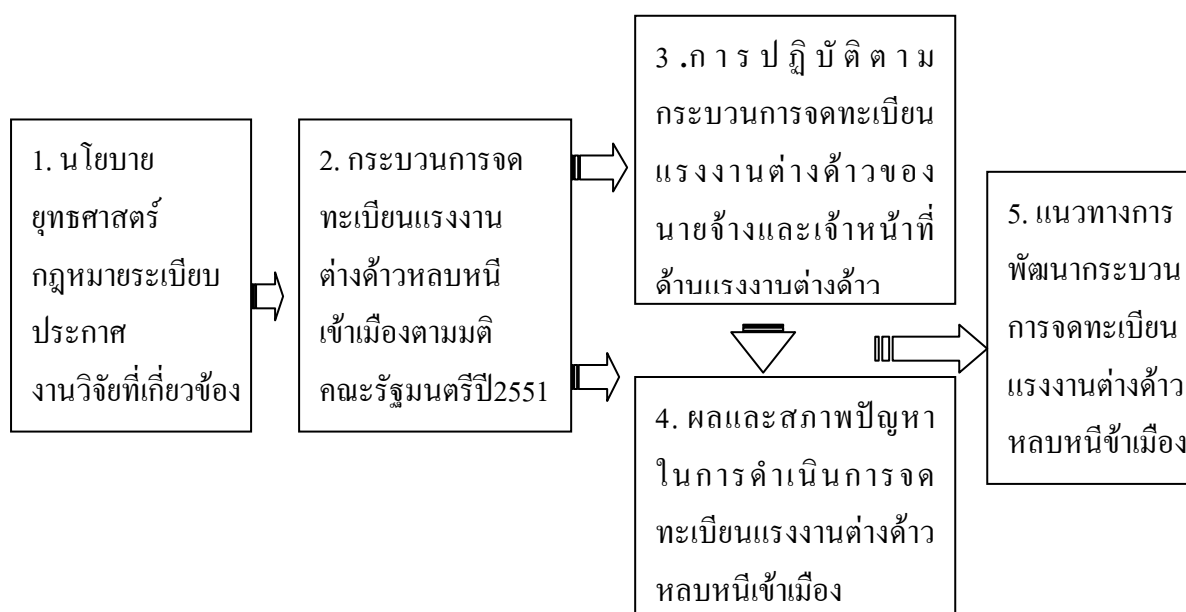 1. นโยบาย
ยุทธศาสตร์
กฎหมายระเบียบ
ประกาศ
งานวิจัยที่เกี่ยวข้อง
2. กระบวนการจด
ทะเบียนแรงงาน
ต่างด้าวหลบหนี
เข้าเมืองตามมติ
คณะรัฐมนตรีปี2551
3 .การปฏิบัติตาม
กระบวนการจดทะเบียน
แรงงานต่างด้าวของ
นายจ้างและเจ้าหน้าที่
ด้านแรงงานต่างด้าว
4. ผลและสภาพปัญหา
ในการดำเนินการจด
ทะเบียนแรงงานต่างด้าว
หลบหนีเข้าเมือง
5. แนวทางการ
พัฒนากระบวน
การจดทะเบียน
แรงงานต่างด้าว
หลบหนีข้าเมือง